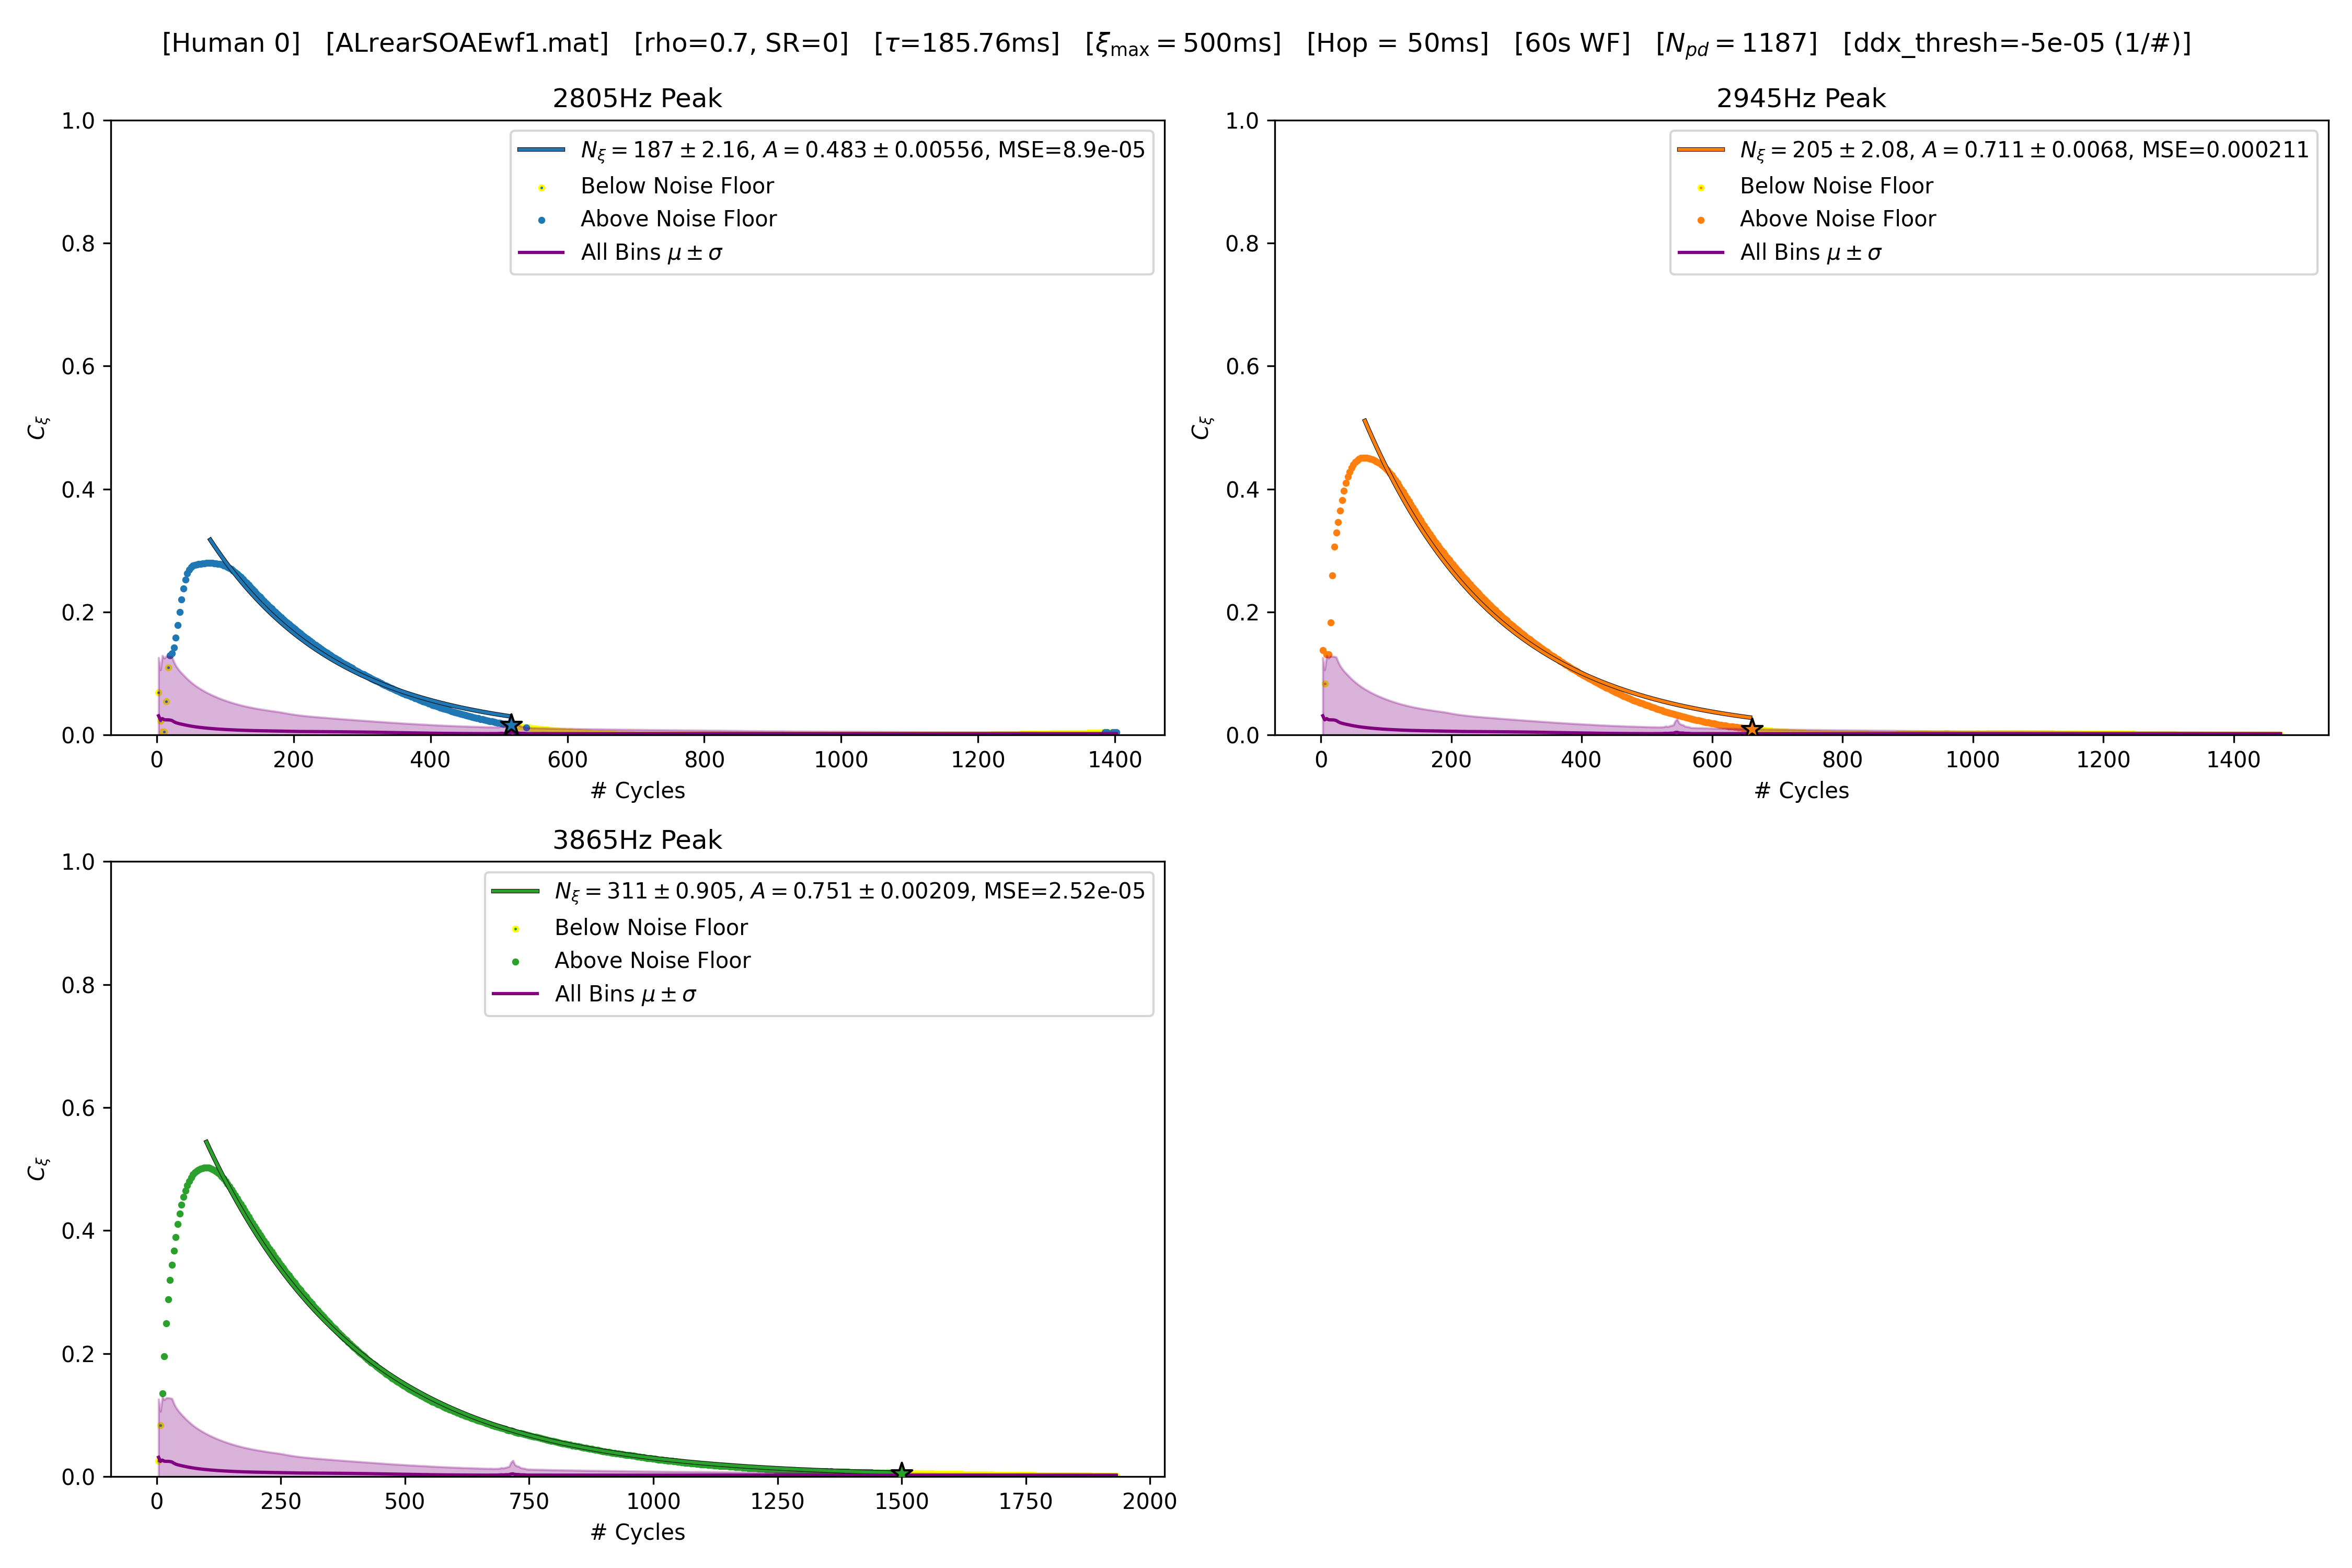 [Human 0] [ALrearSOAEwf1.mat] [rho=0.7, SR=0] [τ=185.76ms] [ξmax = 500ms] [Hop = 50ms] [60s WF] [Npd = 1187] [ddx_thresh=-5e-05 (1/#)]
2805Hz Peak
Nξ = 187 ± 2.16, A = 0.483 ± 0.00556, MSE=8.9e-05
Below Noise Floor
Above Noise Floor
All Bins μ ± σ
1.0
0.8
0.6
0.4
0.2
0.0
Cξ
0 200 400 600 800 1000 1200 1400
# Cycles
2945Hz Peak
Nξ = 205 ± 2.08, A = 0.711 ± 0.0068, MSE=0.000211
Below Noise Floor
Above Noise Floor
All Bins μ ± σ
1.0
0.8
0.6
0.4
0.2
0.0
Cξ
0 200 400 600 800 1000 1200 1400
# Cycles
3865Hz Peak
Nξ = 311 ± 0.905, A = 0.751 ± 0.00209, MSE=2.52e-05
Below Noise Floor
Above Noise Floor
All Bins μ ± σ
1.0
0.8
0.6
0.4
0.2
0.0
Cξ
0 250 500 750 1000 1250 1500 1750 2000
# Cycles